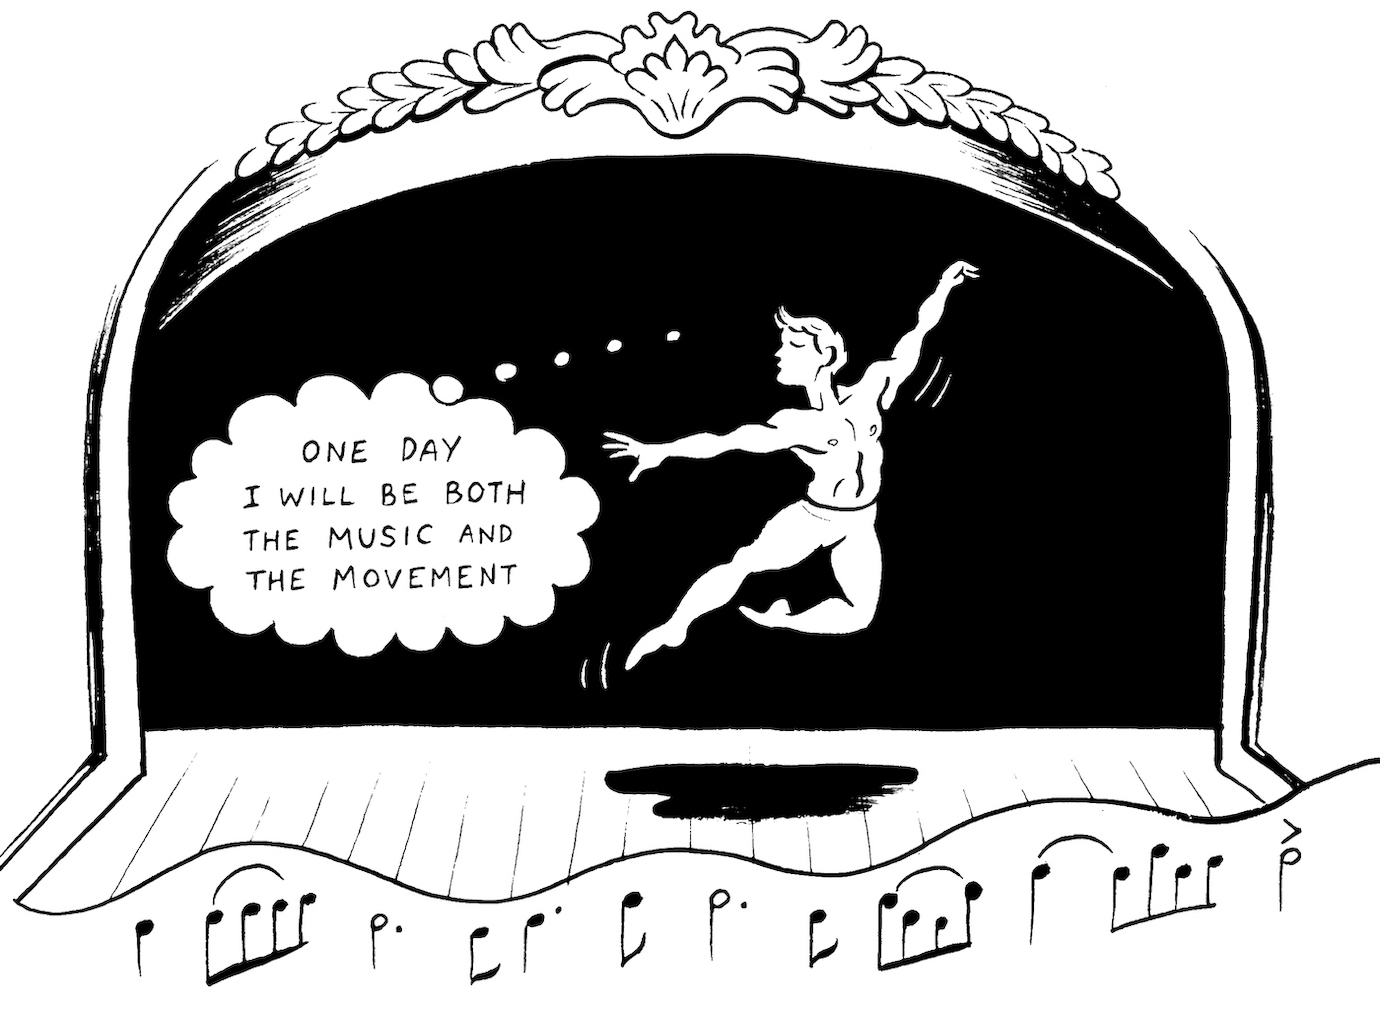 ONE DAY
I WILL BE BOTH
THE MUSIC AND
THE MOVEMENT